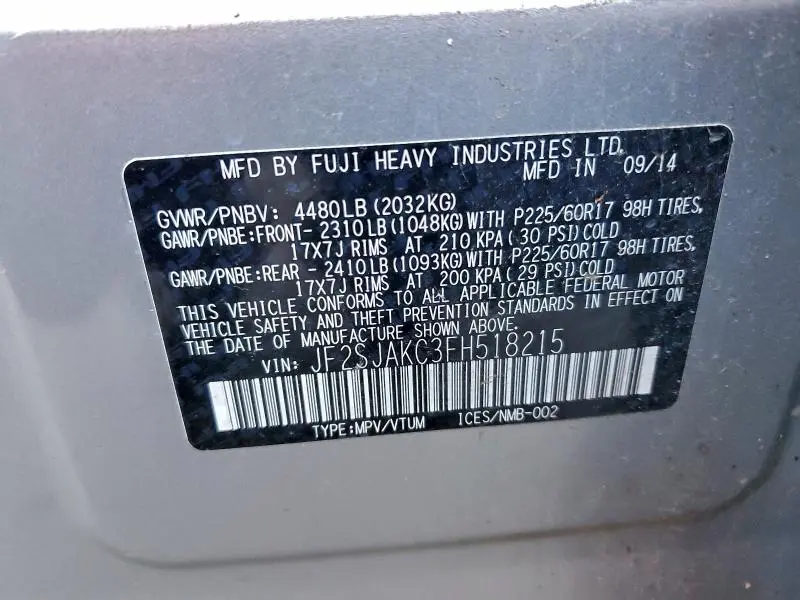 MFD BY FUJI HEAVY INDUSTRIES LTD.
MFD IN 09/14
GVWR/PNBV: 4480LB(2032KG)
GAWR/PNBE:FRONT- 2310LB(1048KG)WITH P225/60R17 98H TIRES,
17X7J RIMS AT 210 KPA( 30 PSI)COLD
GAWR/PNBE:REAR - 2410LB(1093KG)WITH P225/60R17 98H TIRES,
17X7J RIMS AT 200 KPA( 29 PSI)COLD
THIS VEHICLE CONFORMS TO ALL APPLICABLE FEDERAL MOTOR
VEHICLE SAFETY AND THEFT PREVENTION STANDARDS IN EFFECT ON
THE DATE OF MANUFACTURE SHOWN ABOVE.
VIN: JF2SJAKC3FH518215
TYPE:MPV/VTUM ICES/NMB-002